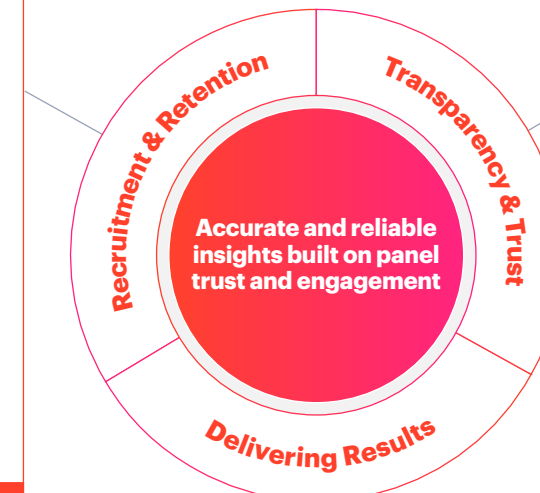 Recruitment & Retention
Transparency & Trust
Accurate and reliable
insights built on panel
trust and engagement
Delivering Results